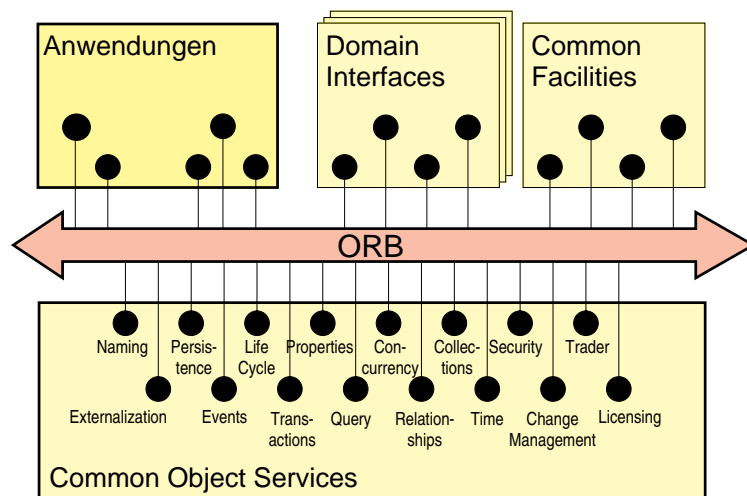 Anwendungen
Domain
Interfaces
Common
Facilities
ORB
Naming
Persis-
tence
Life
Cycle
Properties
Con-
currency
Collec-
tions
Security
Trader
Externalization
Events
Trans-
actions
Query
Relation-
ships
Time
Change
Management
Licensing
Common Object Services